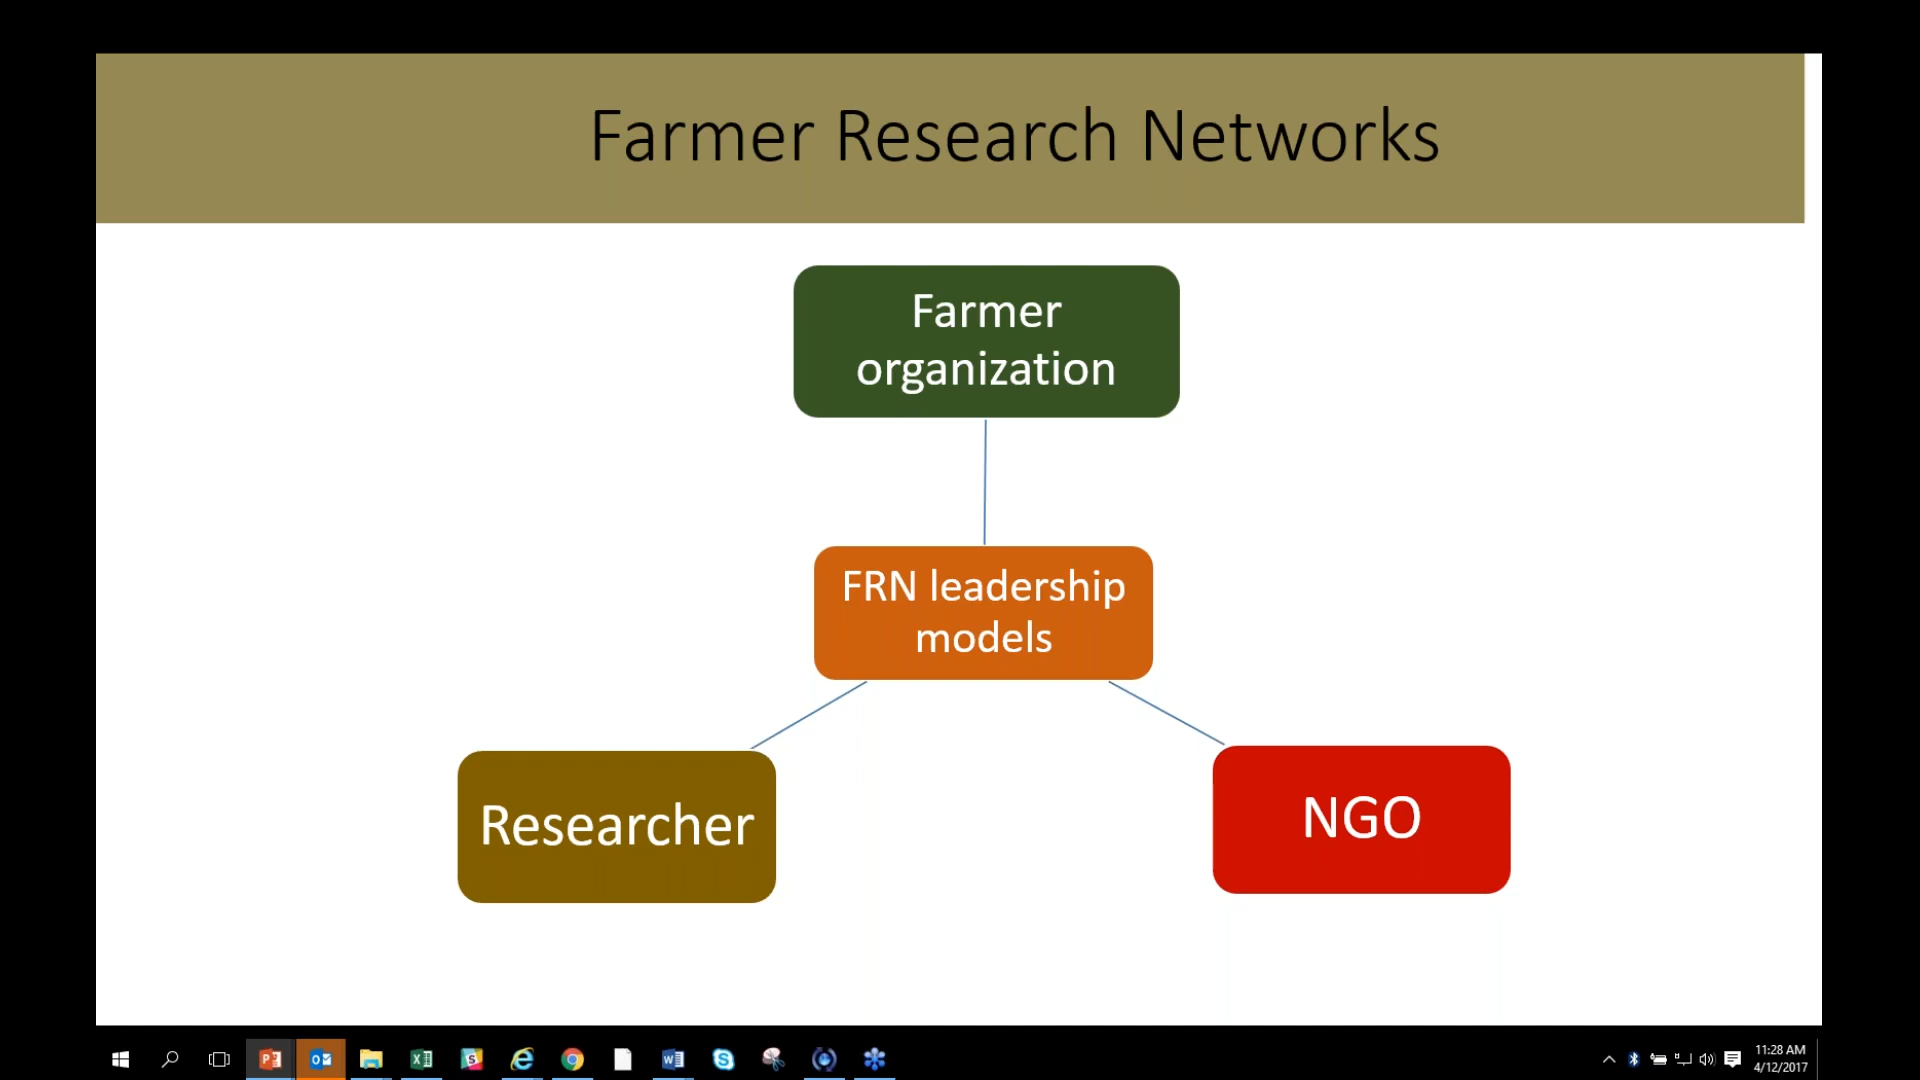 Farmer Research Networks
Farmer
organization
FRN leadership
models
Researcher
NGO
11:28 AM
4/12/2017